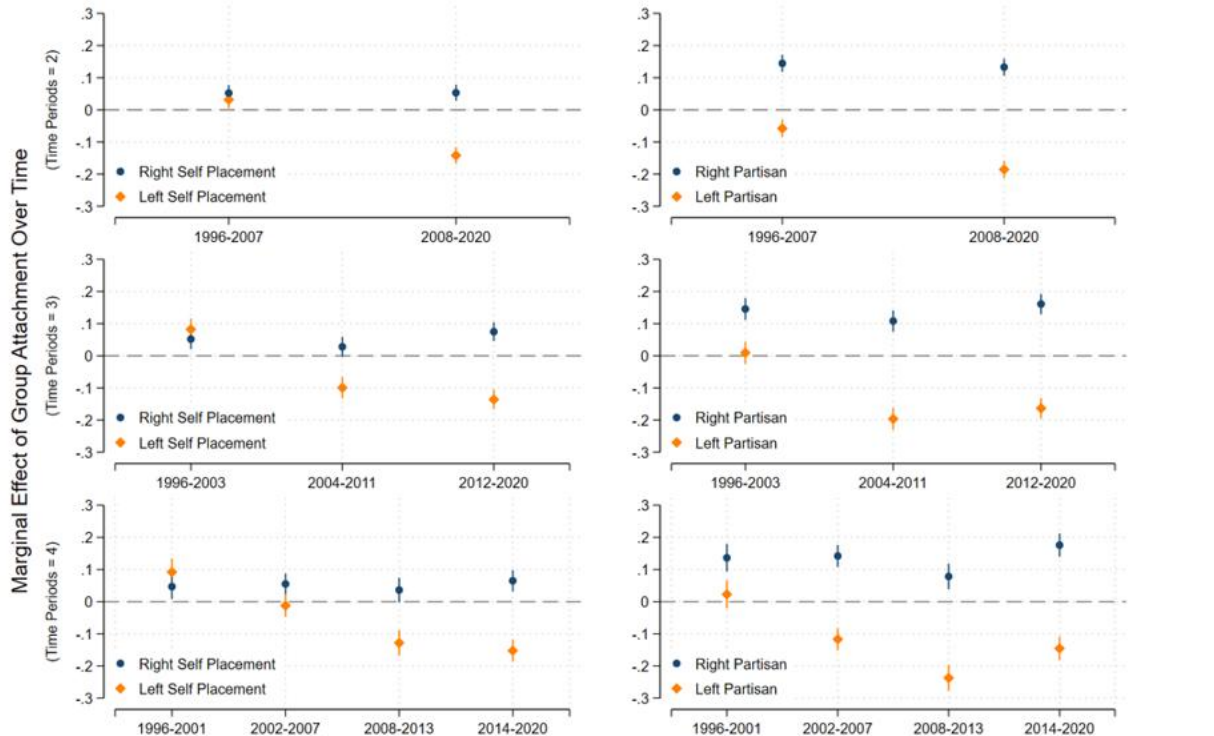 Marginal Effect of Group Attachment Over Time
(Time Periods = 2)
.3
.2
.1
0
-.1
-.2
-.3
Right Self Placement
Left Self Placement
1996-2007 2008-2020
.3
.2
.1
0
-.1
-.2
-.3
Right Partisan
Left Partisan
1996-2007 2008-2020
(Time Periods = 3)
.3
.2
.1
0
-.1
-.2
-.3
Right Self Placement
Left Self Placement
1996-2003 2004-2011 2012-2020
.3
.2
.1
0
-.1
-.2
-.3
Right Partisan
Left Partisan
1996-2003 2004-2011 2012-2020
(Time Periods = 4)
.3
.2
.1
0
-.1
-.2
-.3
Right Self Placement
Left Self Placement
1996-2001 2002-2007 2008-2013 2014-2020
.3
.2
.1
0
-.1
-.2
-.3
Right Partisan
Left Partisan
1996-2001 2002-2007 2008-2013 2014-2020